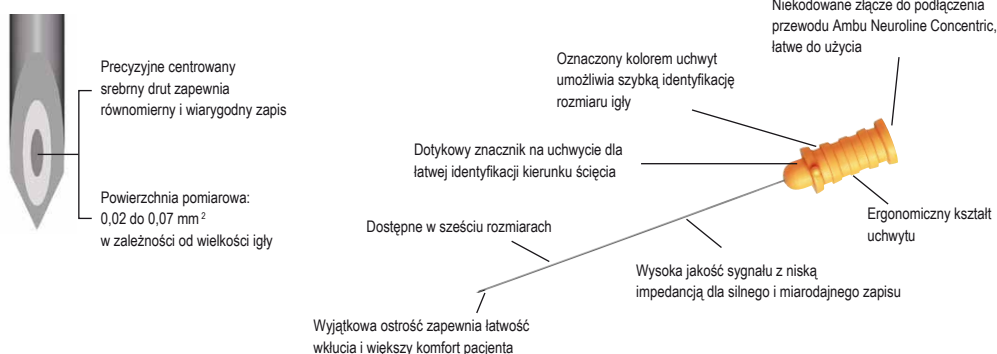 Niekodowane złącze do podłączenia
przewodu Ambu Neuroline Concentric,
łatwe do użycia
Oznaczony kolorem uchwyt
umożliwia szybką identyfikację
rozmiaru igły
Precyzyjne centrowany
srebrny drut zapewnia
równomierny i wiarygodny zapis
Dotykowy znacznik na uchwycie dla
łatwej identyfikacji kierunku ścięcia
Powierzchnia pomiarowa:
0,02 do 0,07 mm²
w zależności od wielkości igły
Dostępne w sześciu rozmiarach
Ergonomiczny kształt
uchwytu
Wysoka jakość sygnału z niską
impedancją dla silnego i miarodajnego zapisu
Wyjątkowa ostrość zapewnia łatwość
wkłucia i większy komfort pacjenta